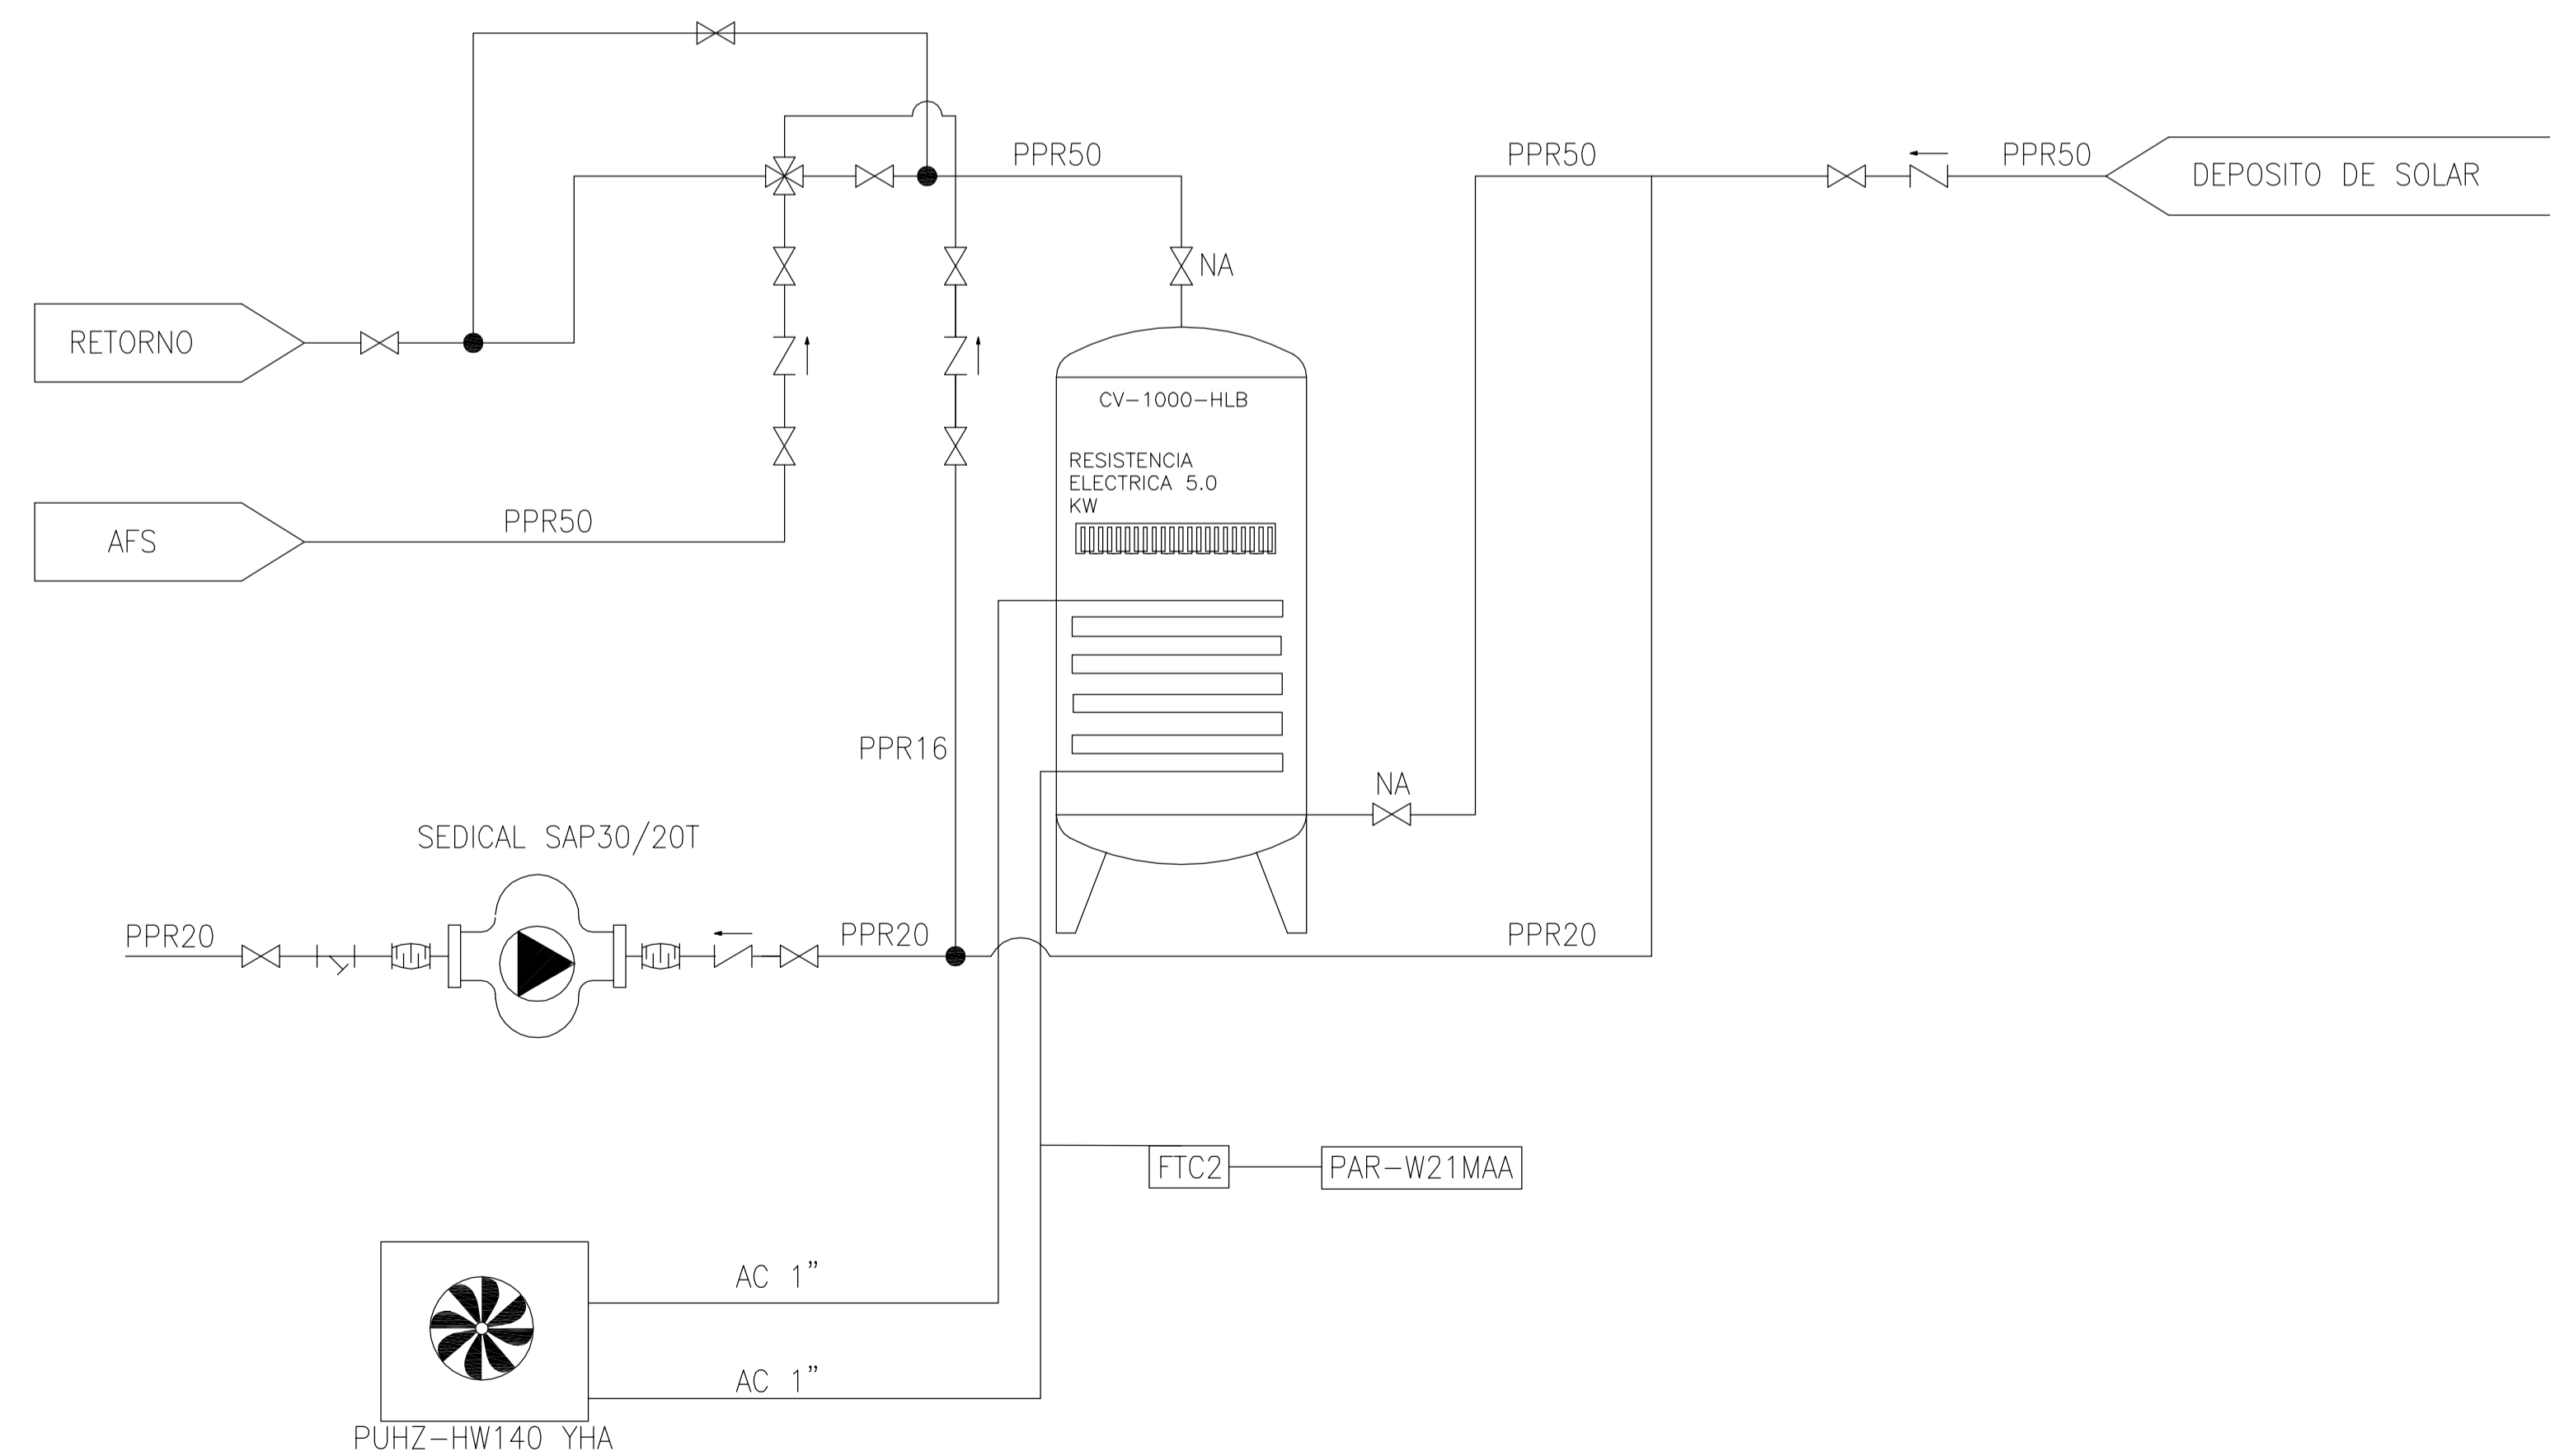 PPR50
PPR50
PPR50
DEPOSITO DE SOLAR
NA
RETORNO
CV-1000-HLB
RESISTENCIA
ELECTRICA 5.0
KW
PPR50
AFS
PPR16
NA
SEDICAL SAP30/20T
PPR20
PPR20
PPR20
FTC2
PAR-W21MAA
AC 1”
AC 1”
PUHZ-HW140 YHA